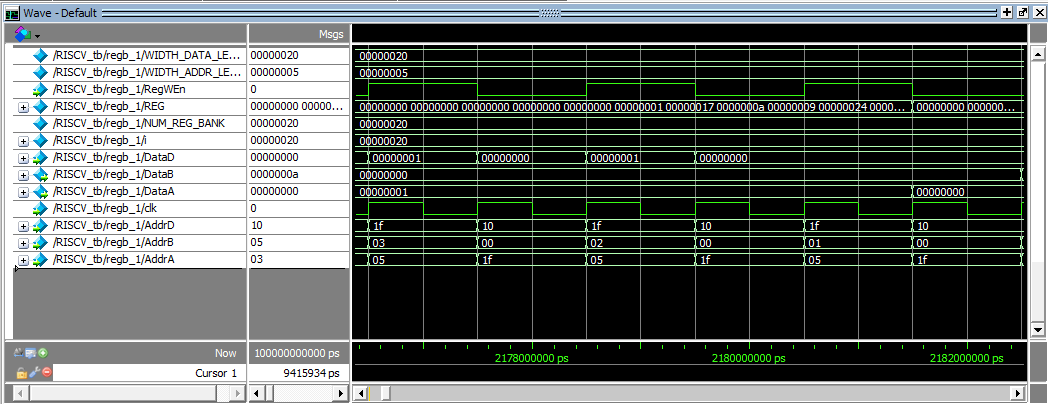 Wave - Default
Msgs
/RISCV_tb/regb_1/WIDTH_DATA_LE... 00000020 00000020
/RISCV_tb/regb_1/WIDTH_ADDR_LE... 00000005 00000005
/RISCV_tb/regb_1/RegWEn 0
/RISCV_tb/regb_1/REG 00000000 00000... 00000000 00000000 00000000 00000000 00000000 00000001 00000017 0000000a 00000009 00000024 0000... 00000000 000000...
/RISCV_tb/regb_1/NUM_REG_BANK 00000020 00000020
/RISCV_tb/regb_1/i 00000020 00000020
/RISCV_tb/regb_1/DataD 00000000 00000001 00000000 00000001 00000000
/RISCV_tb/regb_1/DataB 0000000a 00000000
/RISCV_tb/regb_1/DataA 00000000 00000001 00000000
/RISCV_tb/regb_1/clk 0
/RISCV_tb/regb_1/AddrD 10 1f 10 1f 10 1f 10
/RISCV_tb/regb_1/AddrB 05 03 00 02 00 01 00
/RISCV_tb/regb_1/AddrA 03 05 1f 05 1f 05 1f
Now 100000000000 ps 2178000000 ps 2180000000 ps 2182000000 ps
Cursor 1 9415934 ps